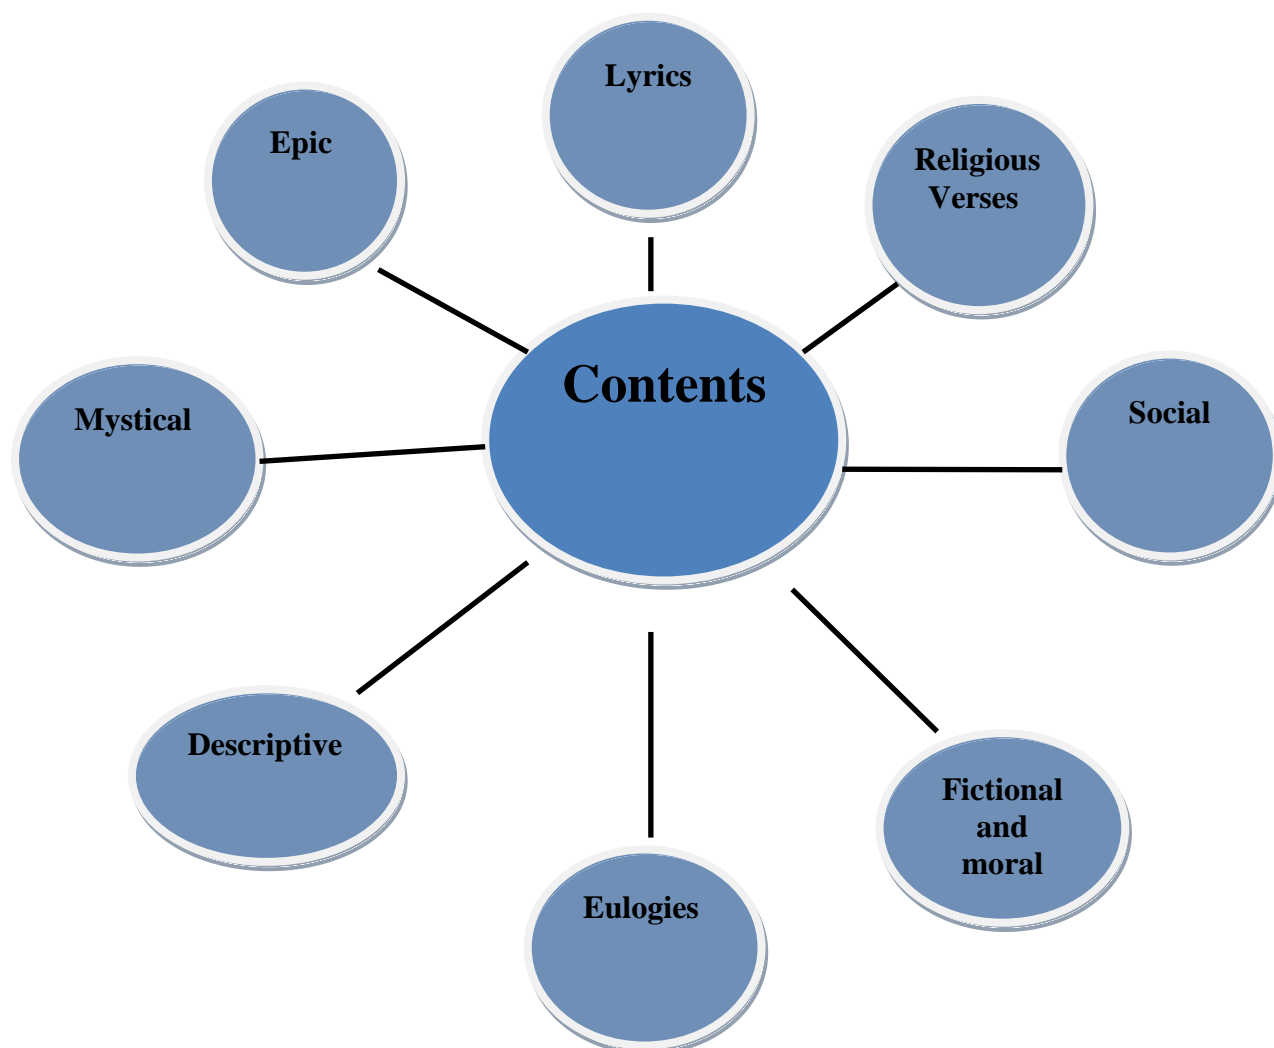 Lyrics
Epic
Religious
Verses
Contents
Mystical
Social
Descriptive
Fictional
and
moral
Eulogies